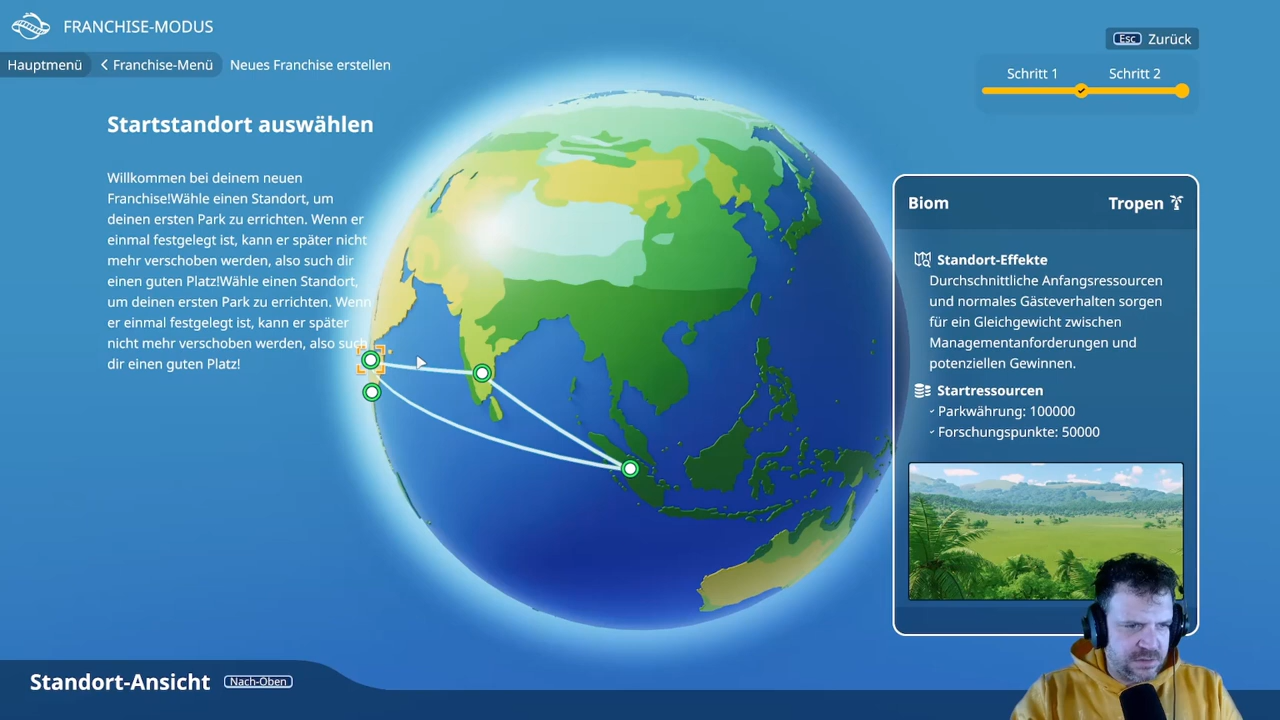 FRANCHISE-MODUS
Esc Zurück
Hauptmenü Franchise-Menü Neues Franchise erstellen
Schritt 1 Schritt 2
Startstandort auswählen
Willkommen bei deinem neuen
Franchise!Wähle einen Standort, um
deinen ersten Park zu errichten. Wenn er
einmal festgelegt ist, kann er später nicht
mehr verschoben werden, also such dir
einen guten Platz!Wähle einen Standort,
um deinen ersten Park zu errichten. Wenn
er einmal festgelegt ist, kann er später
nicht mehr verschoben werden, also such
dir einen guten Platz!
Biom Tropen
Standort-Effekte
Durchschnittliche Anfangsressourcen
und normales Gästeverhalten sorgen
für ein Gleichgewicht zwischen
Managementanforderungen und
potenziellen Gewinnen.
Startressourcen
Parkwährung: 100000
Forschungspunkte: 50000
Standort-Ansicht Nach-Oben